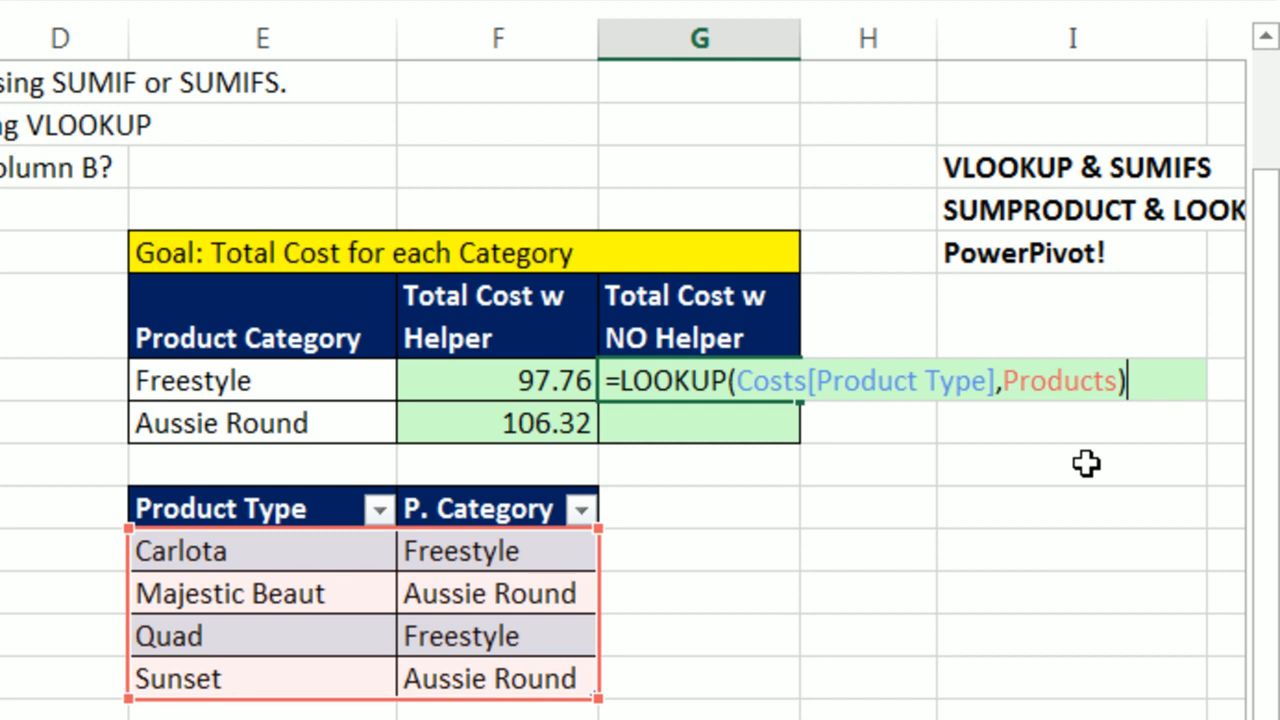 D E F G H I
sing SUMIF or SUMIFS.
ng VLOOKUP
olumn B?
VLOOKUP & SUMIFS
SUMPRODUCT & LOOK
Goal: Total Cost for each Category
PowerPivot!
Product Category
Total Cost w
Helper
Total Cost w
NO Helper
Freestyle 97.76 =LOOKUP(Costs[Product Type],Products)
Aussie Round 106.32
Product Type P. Category
Carlota Freestyle
Majestic Beaut Aussie Round
Quad Freestyle
Sunset Aussie Round